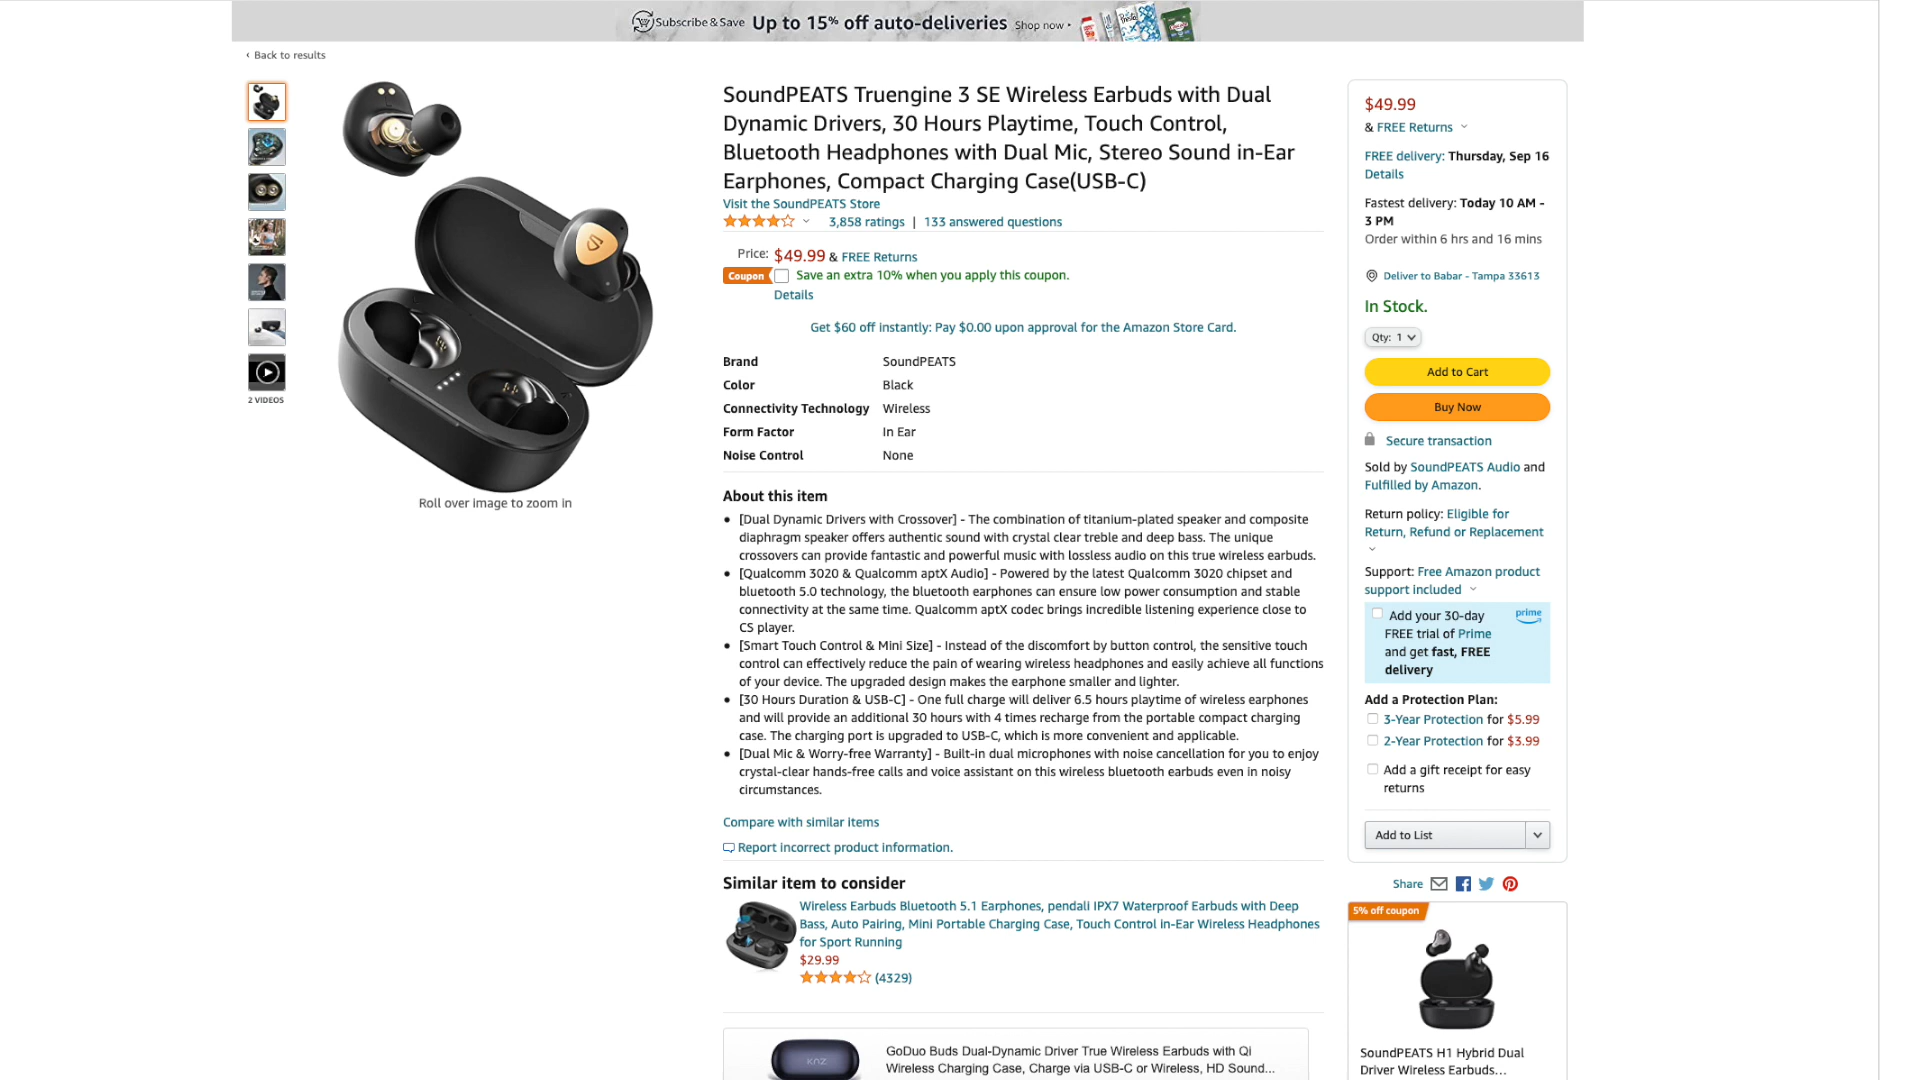 Subscribe & Save Up to 15% off auto-deliveries Shop now
‹ Back to results
2 VIDEOS
Roll over image to zoom in
SoundPEATS Truengine 3 SE Wireless Earbuds with Dual
Dynamic Drivers, 30 Hours Playtime, Touch Control,
Bluetooth Headphones with Dual Mic, Stereo Sound in-Ear
Earphones, Compact Charging Case(USB-C)
Visit the SoundPEATS Store
3,858 ratings | 133 answered questions
Price: $49.99 & FREE Returns
Coupon Save an extra 10% when you apply this coupon.
Details
Get $60 off instantly: Pay $0.00 upon approval for the Amazon Store Card.
Brand SoundPEATS
Color Black
Connectivity Technology Wireless
Form Factor In Ear
Noise Control None
About this item
• [Dual Dynamic Drivers with Crossover] - The combination of titanium-plated speaker and composite
diaphragm speaker offers authentic sound with crystal clear treble and deep bass. The unique
crossovers can provide fantastic and powerful music with lossless audio on this true wireless earbuds.
• [Qualcomm 3020 & Qualcomm aptX Audio] - Powered by the latest Qualcomm 3020 chipset and
bluetooth 5.0 technology, the bluetooth earphones can ensure low power consumption and stable
connectivity at the same time. Qualcomm aptX codec brings incredible listening experience close to
CS player.
• [Smart Touch Control & Mini Size] - Instead of the discomfort by button control, the sensitive touch
control can effectively reduce the pain of wearing wireless headphones and easily achieve all functions
of your device. The upgraded design makes the earphone smaller and lighter.
• [30 Hours Duration & USB-C] - One full charge will deliver 6.5 hours playtime of wireless earphones
and will provide an additional 30 hours with 4 times recharge from the portable compact charging
case. The charging port is upgraded to USB-C, which is more convenient and applicable.
• [Dual Mic & Worry-free Warranty] - Built-in dual microphones with noise cancellation for you to enjoy
crystal-clear hands-free calls and voice assistant on this wireless bluetooth earbuds even in noisy
circumstances.
Compare with similar items
Report incorrect product information.
Similar item to consider
Wireless Earbuds Bluetooth 5.1 Earphones, pendali IPX7 Waterproof Earbuds with Deep
Bass, Auto Pairing, Mini Portable Charging Case, Touch Control in-Ear Wireless Headphones
for Sport Running
$29.99
(4329)
GoDuo Buds Dual-Dynamic Driver True Wireless Earbuds with Qi
Wireless Charging Case, Charge via USB-C or Wireless, HD Sound...
$49.99
& FREE Returns
FREE delivery: Thursday, Sep 16
Details
Fastest delivery: Today 10 AM -
3 PM
Order within 6 hrs and 16 mins
Deliver to Babar - Tampa 33613
In Stock.
Qty: 1
Add to Cart
Buy Now
Secure transaction
Sold by SoundPEATS Audio and
Fulfilled by Amazon.
Return policy: Eligible for
Return, Refund or Replacement
Support: Free Amazon product
support included
Add your 30-day prime
FREE trial of Prime
and get fast, FREE
delivery
Add a Protection Plan:
3-Year Protection for $5.99
2-Year Protection for $3.99
Add a gift receipt for easy
returns
Add to List
Share
5% off coupon
SoundPEATS H1 Hybrid Dual
Driver Wireless Earbuds...